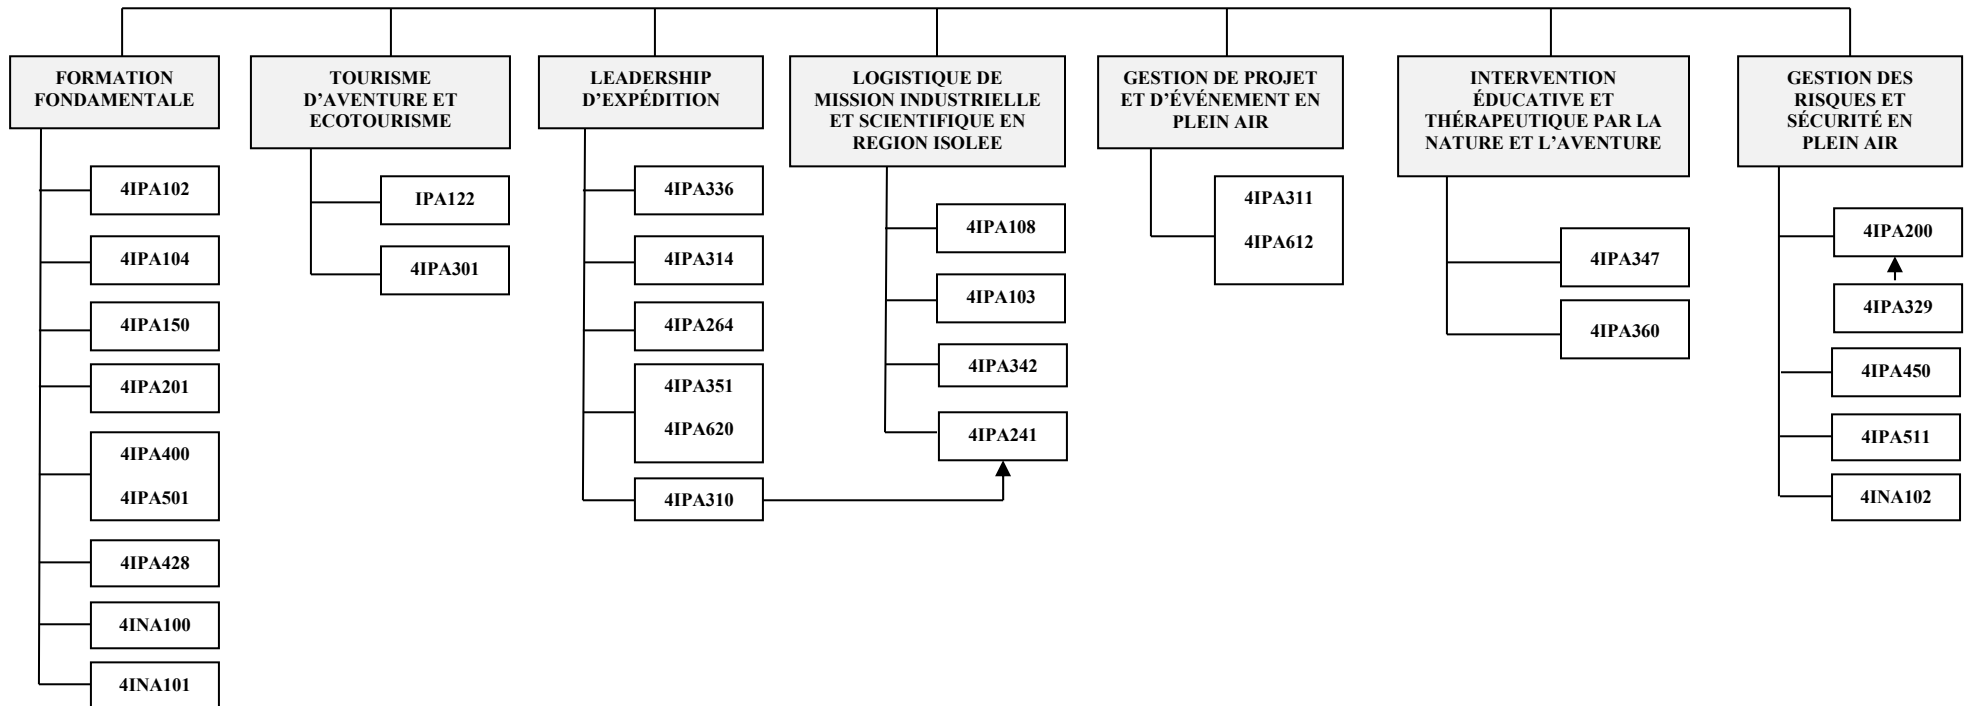 FORMATION
FONDAMENTALE
4IPA102
4IPA104
4IPA150
4IPA201
4IPA400
4IPA501
4IPA428
4INA100
4INA101
TOURISME
D’AVENTURE ET
ECOTOURISME
IPA122
4IPA301
LEADERSHIP
D’EXPÉDITION
4IPA336
4IPA314
4IPA264
4IPA351
4IPA620
4IPA310
LOGISTIQUE DE
MISSION INDUSTRIELLE
ET SCIENTIFIQUE EN
REGION ISOLEE
4IPA108
4IPA103
4IPA342
4IPA241
GESTION DE PROJET
ET D’ÉVÉNEMENT EN
PLEIN AIR
4IPA311
4IPA612
INTERVENTION
ÉDUCATIVE ET
THÉRAPEUTIQUE PAR LA
NATURE ET L’AVENTURE
4IPA347
4IPA360
GESTION DES
RISQUES ET
SÉCURITÉ EN
PLEIN AIR
4IPA200
4IPA329
4IPA450
4IPA511
4INA102